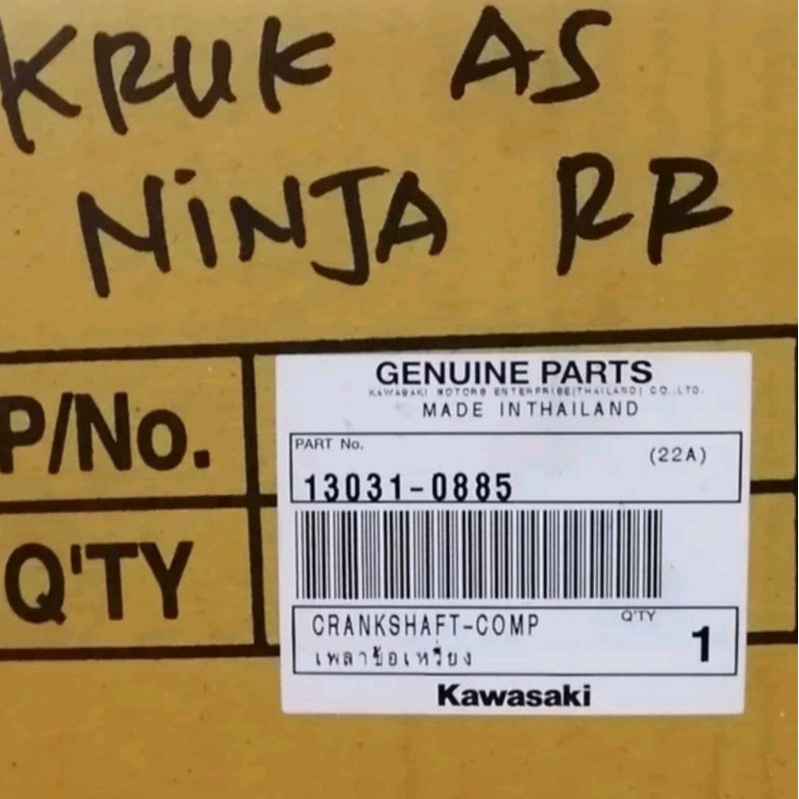 KRUK AS
NINJA RR
P/No.
Q'TY
GENUINE PARTS
KAWASAKI MOTORS ENTERPRISE(THAILAND) CO.,LTD.
MADE IN THAILAND
PART No.
(22A)
13031-0885
CRANKSHAFT-COMP
Q'TY
1
เพลาข้อเหวี่ยง
Kawasaki